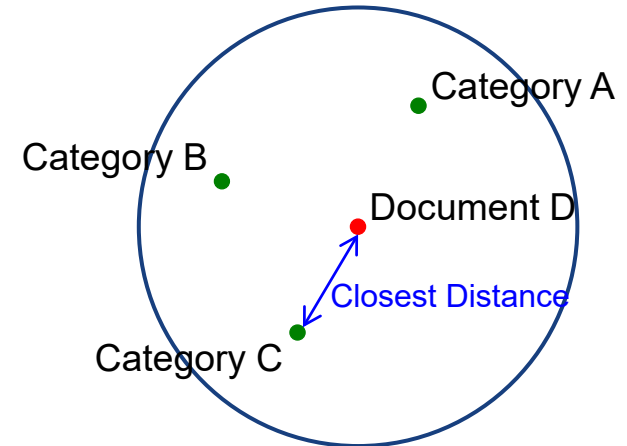 Category A
Category B
Document D
Closest Distance
Category C